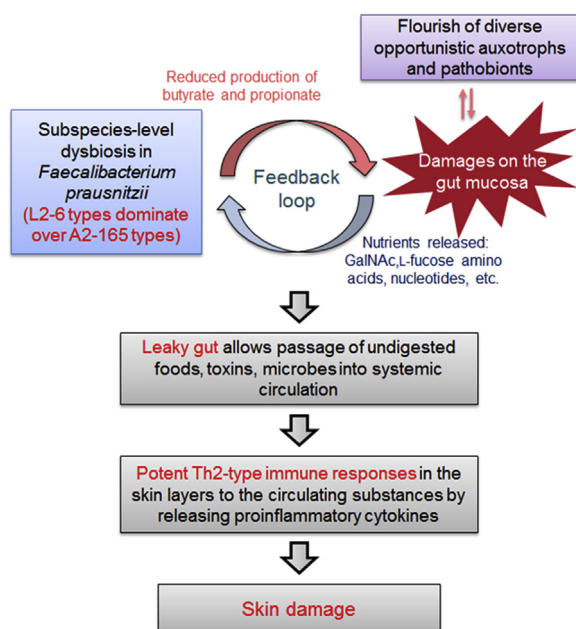 Flourish of diverse
opportunistic auxotrophs
and pathobionts
Reduced production of
butyrate and propionate
Subspecies-level
dysbiosis in
Faecalibacterium
prausnitzii
(L2-6 types dominate
over A2-165 types)
Feedback
loop
Damages on the
gut mucosa
Nutrients released:
GalNAc,L-fucose amino
acids, nucleotides, etc.
Leaky gut allows passage of undigested
foods, toxins, microbes into systemic
circulation
Potent Th2-type immune responses in the
skin layers to the circulating substances by
releasing proinflammatory cytokines
Skin damage